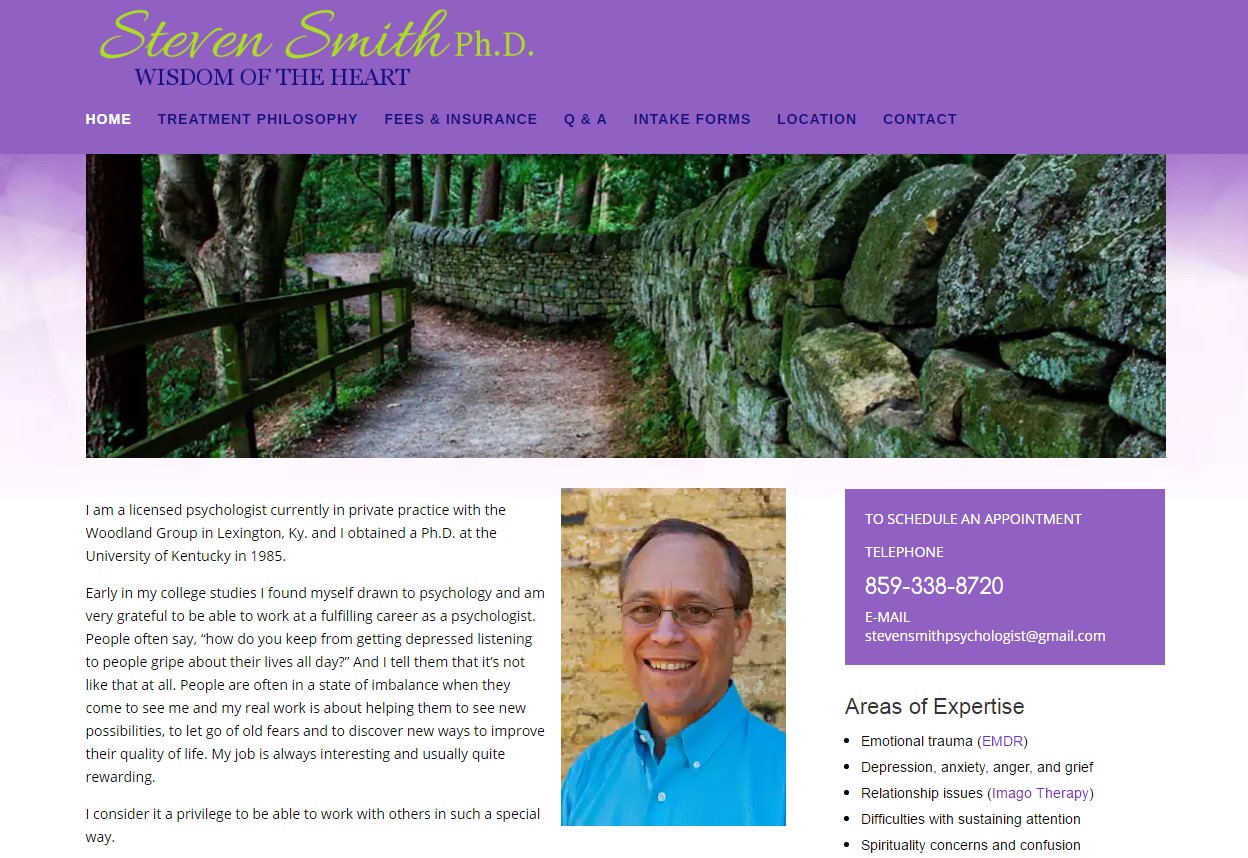 Steven Smith Ph.D.
WISDOM OF THE HEART
HOME TREATMENT PHILOSOPHY FEES & INSURANCE Q & A INTAKE FORMS LOCATION CONTACT
I am a licensed psychologist currently in private practice with the
Woodland Group in Lexington, Ky. and I obtained a Ph.D. at the
University of Kentucky in 1985.
Early in my college studies I found myself drawn to psychology and am
very grateful to be able to work at a fulfilling career as a psychologist.
People often say, “how do you keep from getting depressed listening
to people gripe about their lives all day?” And I tell them that it’s not
like that at all. People are often in a state of imbalance when they
come to see me and my real work is about helping them to see new
possibilities, to let go of old fears and to discover new ways to improve
their quality of life. My job is always interesting and usually quite
rewarding.
I consider it a privilege to be able to work with others in such a special
way.
TO SCHEDULE AN APPOINTMENT
TELEPHONE
859-338-8720
E-MAIL
stevensmithpsychologist@gmail.com
Areas of Expertise
Emotional trauma (EMDR)
Depression, anxiety, anger, and grief
Relationship issues (Imago Therapy)
Difficulties with sustaining attention
Spirituality concerns and confusion